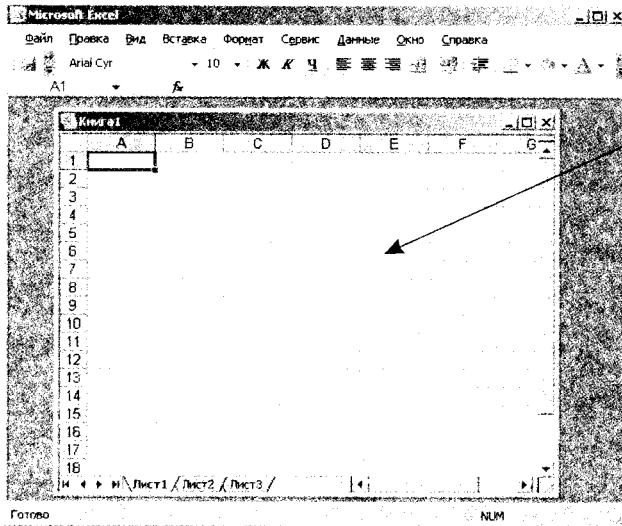 Microsoft Excel
Файл Правка Вид Вставка Формат Сервис Данные Окно Справка
Arial Cyr 10 Ж К Ч
A1 fx
Книга1
A B C D E F G
1
2
3
4
5
6
7
8
9
10
11
12
13
14
15
16
17
18
Лист1 Лист2 Лист3
Готово NUM